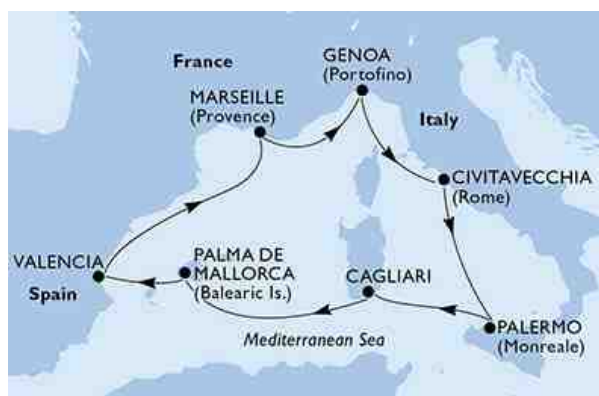 GENOA
(Portofino)
France
MARSEILLE
(Provence)
Italy
CIVITAVECCHIA
(Rome)
VALENCIA
Spain
PALMA DE
MALLORCA
(Balearic Is.)
CAGLIARI
Mediterranean Sea
PALERMO
(Monreale)